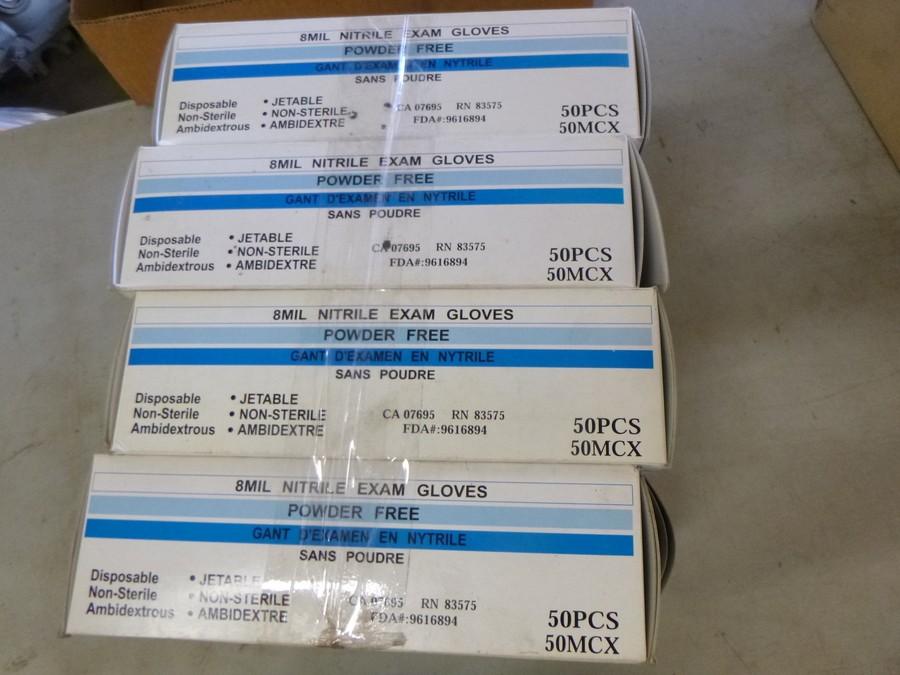 8MIL NITRILE EXAM GLOVES
POWDER FREE
GANT D'EXAMEN EN NYTRILE
SANS POUDRE
Disposable • JETABLE
Non-Sterile • NON-STERILE
Ambidextrous • AMBIDEXTRE
CA 07695 RN 83575
FDA#:9616894
50PCS
50MCX
8MIL NITRILE EXAM GLOVES
POWDER FREE
GANT D'EXAMEN EN NYTRILE
SANS POUDRE
Disposable • JETABLE
Non-Sterile • NON-STERILE
Ambidextrous • AMBIDEXTRE
CA 07695 RN 83575
FDA#:9616894
50PCS
50MCX
8MIL NITRILE EXAM GLOVES
POWDER FREE
GANT D'EXAMEN EN NYTRILE
SANS POUDRE
Disposable • JETABLE
Non-Sterile • NON-STERILE
Ambidextrous • AMBIDEXTRE
CA 07695 RN 83575
FDA#:9616894
50PCS
50MCX
8MIL NITRILE EXAM GLOVES
POWDER FREE
GANT D'EXAMEN EN NYTRILE
SANS POUDRE
Disposable • JETABLE
Non-Sterile • NON-STERILE
Ambidextrous • AMBIDEXTRE
CA 07695 RN 83575
FDA#:9616894
50PCS
50MCX